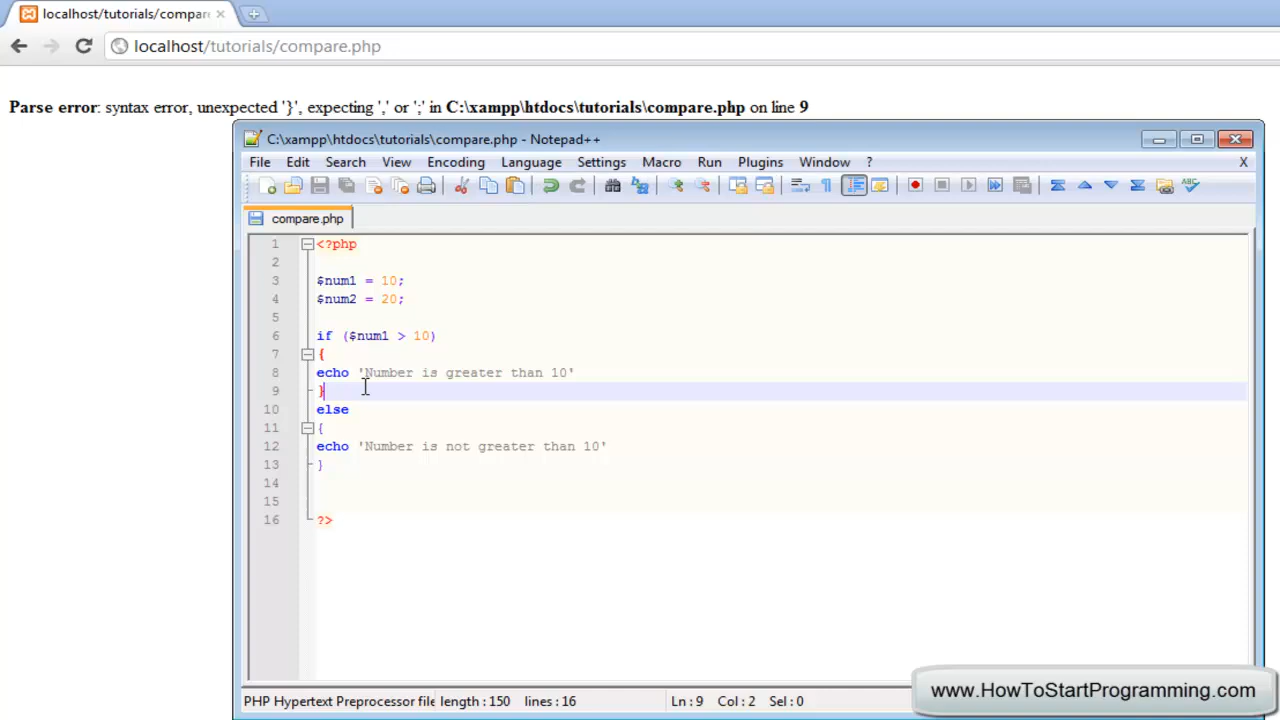 localhost/tutorials/compar
localhost/tutorials/compare.php
Parse error: syntax error, unexpected '}', expecting ',' or ';' in C:\xampp\htdocs\tutorials\compare.php on line 9
C:\xampp\htdocs\tutorials\compare.php - Notepad++
File Edit Search View Encoding Language Settings Macro Run Plugins Window ? X
compare.php
1 <?php
2
3 $num1 = 10;
4 $num2 = 20;
5
6 if ($num1 > 10)
7 {
8 echo 'Number is greater than 10'
9 }
10 else
11 {
12 echo 'Number is not greater than 10'
13 }
14
15
16 ?>
PHP Hypertext Preprocessor file length : 150 lines : 16 Ln : 9 Col : 2 Sel : 0
www.HowToStartProgramming.com